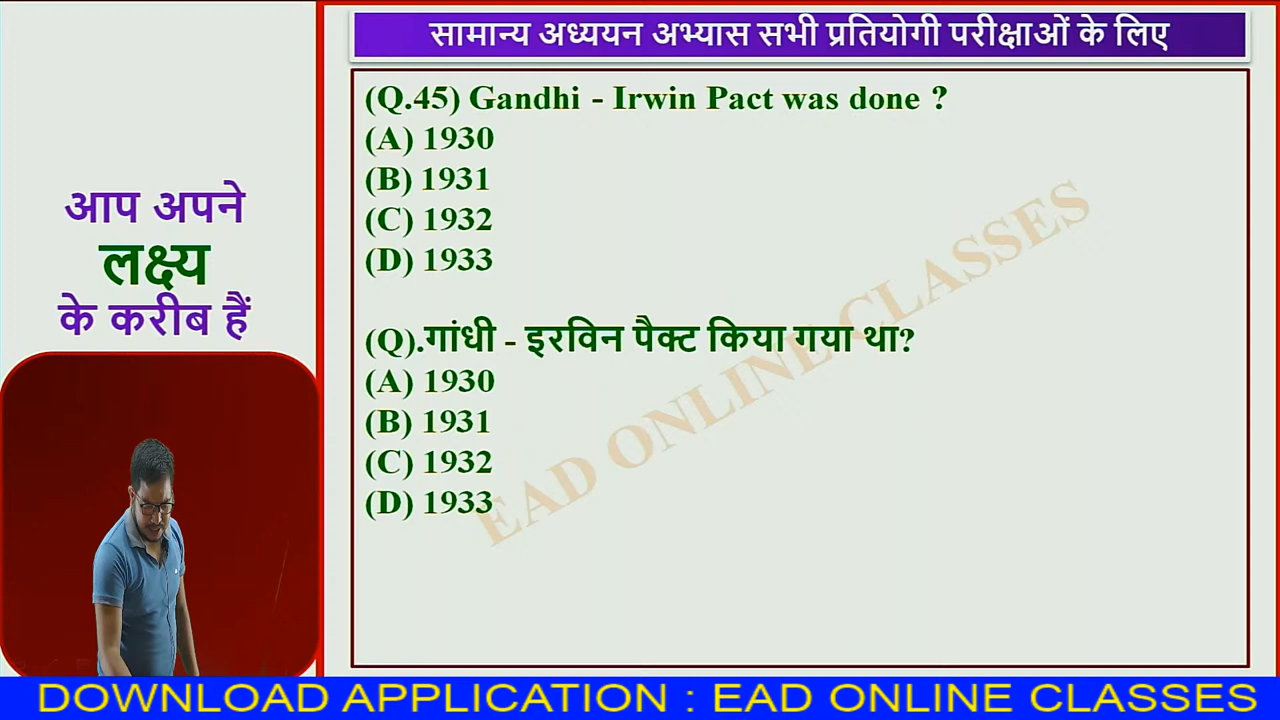 सामान्य अध्ययन अभ्यास सभी प्रतियोगी परीक्षाओं के लिए
आप अपने
लक्ष्य
के करीब हैं
(Q.45) Gandhi - Irwin Pact was done ?
(A) 1930
(B) 1931
(C) 1932
(D) 1933
(Q).गांधी - इरविन पैक्ट किया गया था?
(A) 1930
(B) 1931
(C) 1932
(D) 1933
EAD ONLINE CLASSES
DOWNLOAD APPLICATION : EAD ONLINE CLASSES